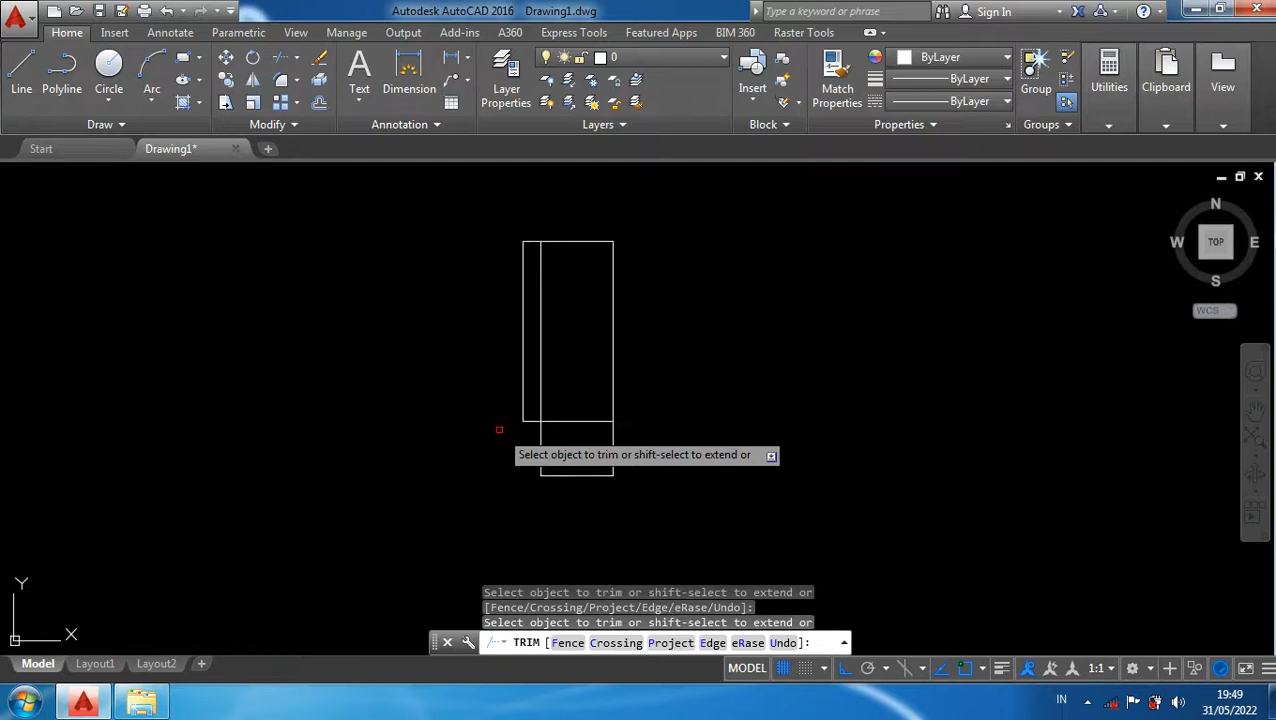 Autodesk AutoCAD 2016 Drawing1.dwg
Type a keyword or phrase
Sign In
Home Insert Annotate Parametric View Manage Output Add-ins A360 Express Tools Featured Apps BIM 360 Raster Tools
Line
Polyline
Circle
Arc
Text
Dimension
Layer
Properties
0
Insert
Match
Properties
ByLayer
ByLayer
ByLayer
Group
Utilities
Clipboard
View
Draw
Modify
Annotation
Layers
Block
Properties
Groups
Start
Drawing1*
N
W
TOP
E
S
WCS
Select object to trim or shift-select to extend or
Select object to trim or shift-select to extend or
[Fence/Crossing/Project/Edge/eRase/Undo]:
Select object to trim or shift-select to extend or
TRIM [Fence Crossing Project Edge eRase Undo]:
Y
X
Model Layout1 Layout2
MODEL
1:1
IN
19:49
31/05/2022